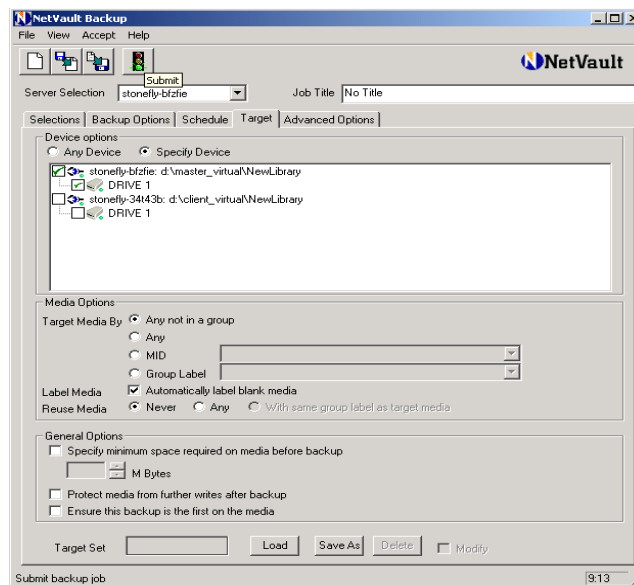 NetVault Backup
File View Accept Help
Submit
NetVault
Server Selection stonefly-bfzfie Job Title No Title
Selections Backup Options Schedule Target Advanced Options
Device options
Any Device Specify Device
stonefly-bfzfie: d:\master_virtual\NewLibrary
DRIVE 1
stonefly-34t43b: d:\client_virtual\NewLibrary
DRIVE 1
Media Options
Target Media By Any not in a group
Any
MID
Group Label
Label Media Automatically label blank media
Reuse Media Never Any With same group label as target media
General Options
Specify minimum space required on media before backup
M Bytes
Protect media from further writes after backup
Ensure this backup is the first on the media
Target Set Load Save As Delete Modify
Submit backup job 9:13